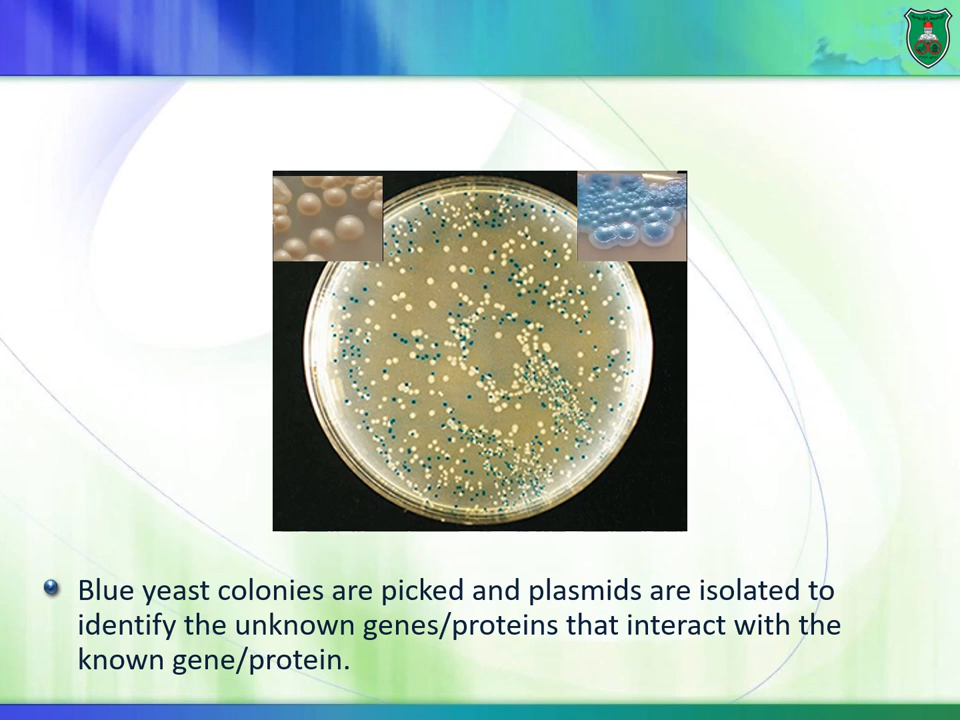 Blue yeast colonies are picked and plasmids are isolated to
identify the unknown genes/proteins that interact with the
known gene/protein.